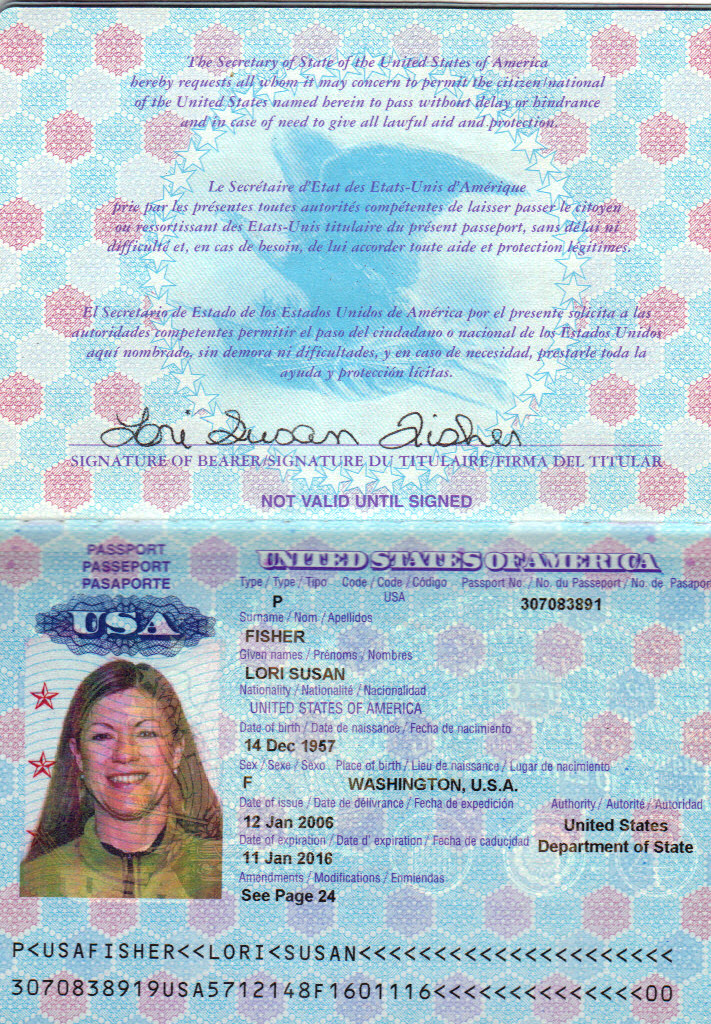 The Secretary of State of the United States of America
hereby requests all whom it may concern to permit the citizen/national
of the United States named herein to pass without delay or hindrance
and in case of need to give all lawful aid and protection.
Le Secrétaire d'Etat des Etats-Unis d'Amérique
prie par les présentes toutes autorités compétentes de laisser passer le citoyen
ou ressortissant des Etats-Unis titulaire du présent passeport, sans délai ni
difficulté et, en cas de besoin, de lui accorder toute aide et protection légitimes.
El Secretario de Estado de los Estados Unidos de América por el presente solicita a las
autoridades competentes permitir el paso del ciudadano o nacional de los Estados Unidos
aquí nombrado, sin demora ni dificultades, y en caso de necesidad, prestarle toda la
ayuda y protección lícitas.
Lori Susan Fisher
SIGNATURE OF BEARER/SIGNATURE DU TITULAIRE/FIRMA DEL TITULAR
NOT VALID UNTIL SIGNED
PASSPORT
PASSEPORT
PASAPORTE
USA
UNITED STATES OF AMERICA
Type / Type / Tipo Code / Code / Código Passport No. / No. du Passeport / No. de Pasapor
P USA 307083891
Surname / Nom / Apellidos
FISHER
Given names / Prénoms / Nombres
LORI SUSAN
Nationality / Nationalité / Nacionalidad
UNITED STATES OF AMERICA
Date of birth / Date de naissance / Fecha de nacimiento
14 Dec 1957
Sex / Sexe / Sexo Place of birth / Lieu de naissance / Lugar de nacimiento
F WASHINGTON, U.S.A.
Date of issue / Date de délivrance / Fecha de expedición Authority / Autorité / Autoridad
12 Jan 2006 United States
Date of expiration / Date d' expiration / Fecha de caducidad Department of State
11 Jan 2016
Amendments / Modifications / Enmiendas
See Page 24
P<USAFISHER<<LORI<SUSAN<<<<<<<<<<<<<<<<<<<<<
3070838919USA5712148F1601116<<<<<<<<<<<<<<00